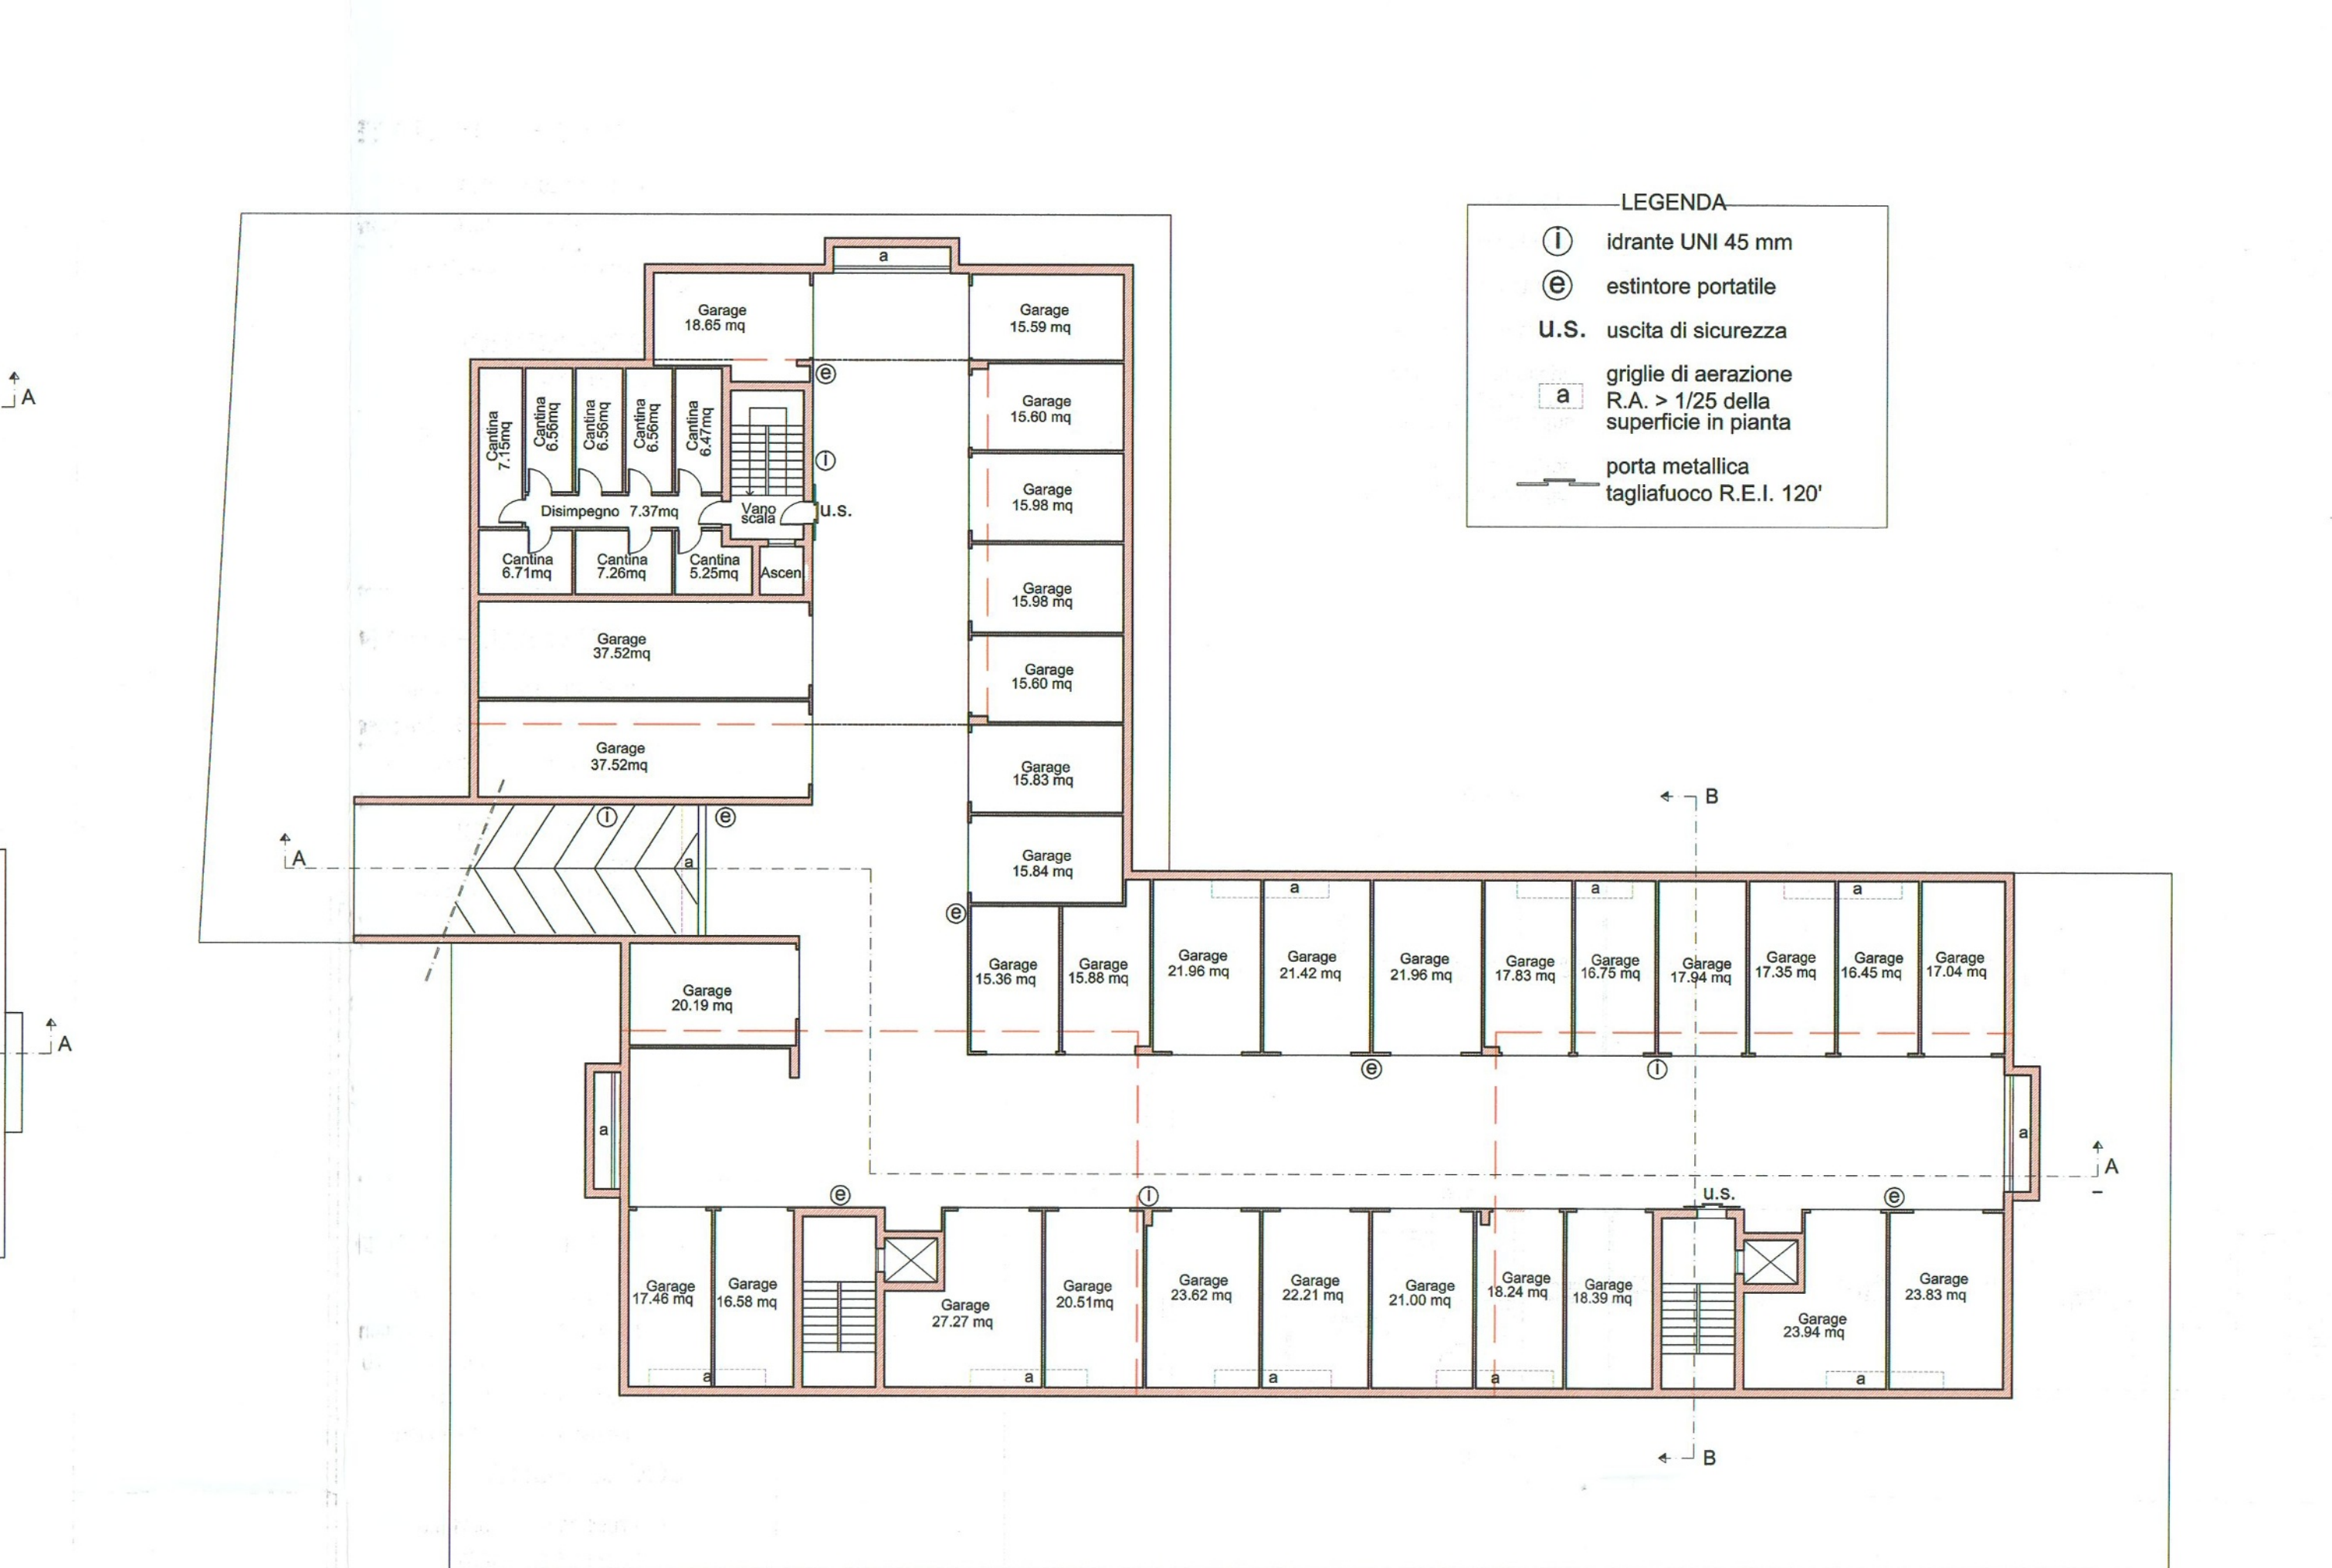 LEGENDA
i idrante UNI 45 mm
e estintore portatile
u.s. uscita di sicurezza
griglie di aerazione
a R.A. > 1/25 della
superficie in pianta
porta metallica
tagliafuoco R.E.I. 120'
A
a
Garage
18.65 mq
Garage
15.59 mq
e
Garage
15.60 mq
Cantina
7.15mq
Cantina
6.56mq
Cantina
6.56mq
Cantina
6.56mq
Cantina
6.47mq
i
Garage
15.98 mq
Disimpegno 7.37mq
Vano
scala
u.s.
Cantina
6.71mq
Cantina
7.26mq
Cantina
5.25mq
Ascen.
Garage
15.98 mq
Garage
37.52mq
Garage
15.60 mq
Garage
37.52mq
Garage
15.83 mq
B
i
e
A
a
Garage
15.84 mq
e
a
a
a
Garage
15.36 mq
Garage
15.88 mq
Garage
21.96 mq
Garage
21.42 mq
Garage
21.96 mq
Garage
17.83 mq
Garage
16.75 mq
Garage
17.94 mq
Garage
17.35 mq
Garage
16.45 mq
Garage
17.04 mq
Garage
20.19 mq
A
e
i
a
a
A
e
i
u.s.
e
Garage
17.46 mq
Garage
16.58 mq
Garage
27.27 mq
Garage
20.51mq
Garage
23.62 mq
Garage
22.21 mq
Garage
21.00 mq
Garage
18.24 mq
Garage
18.39 mq
Garage
23.94 mq
Garage
23.83 mq
a
a
a
a
a
B